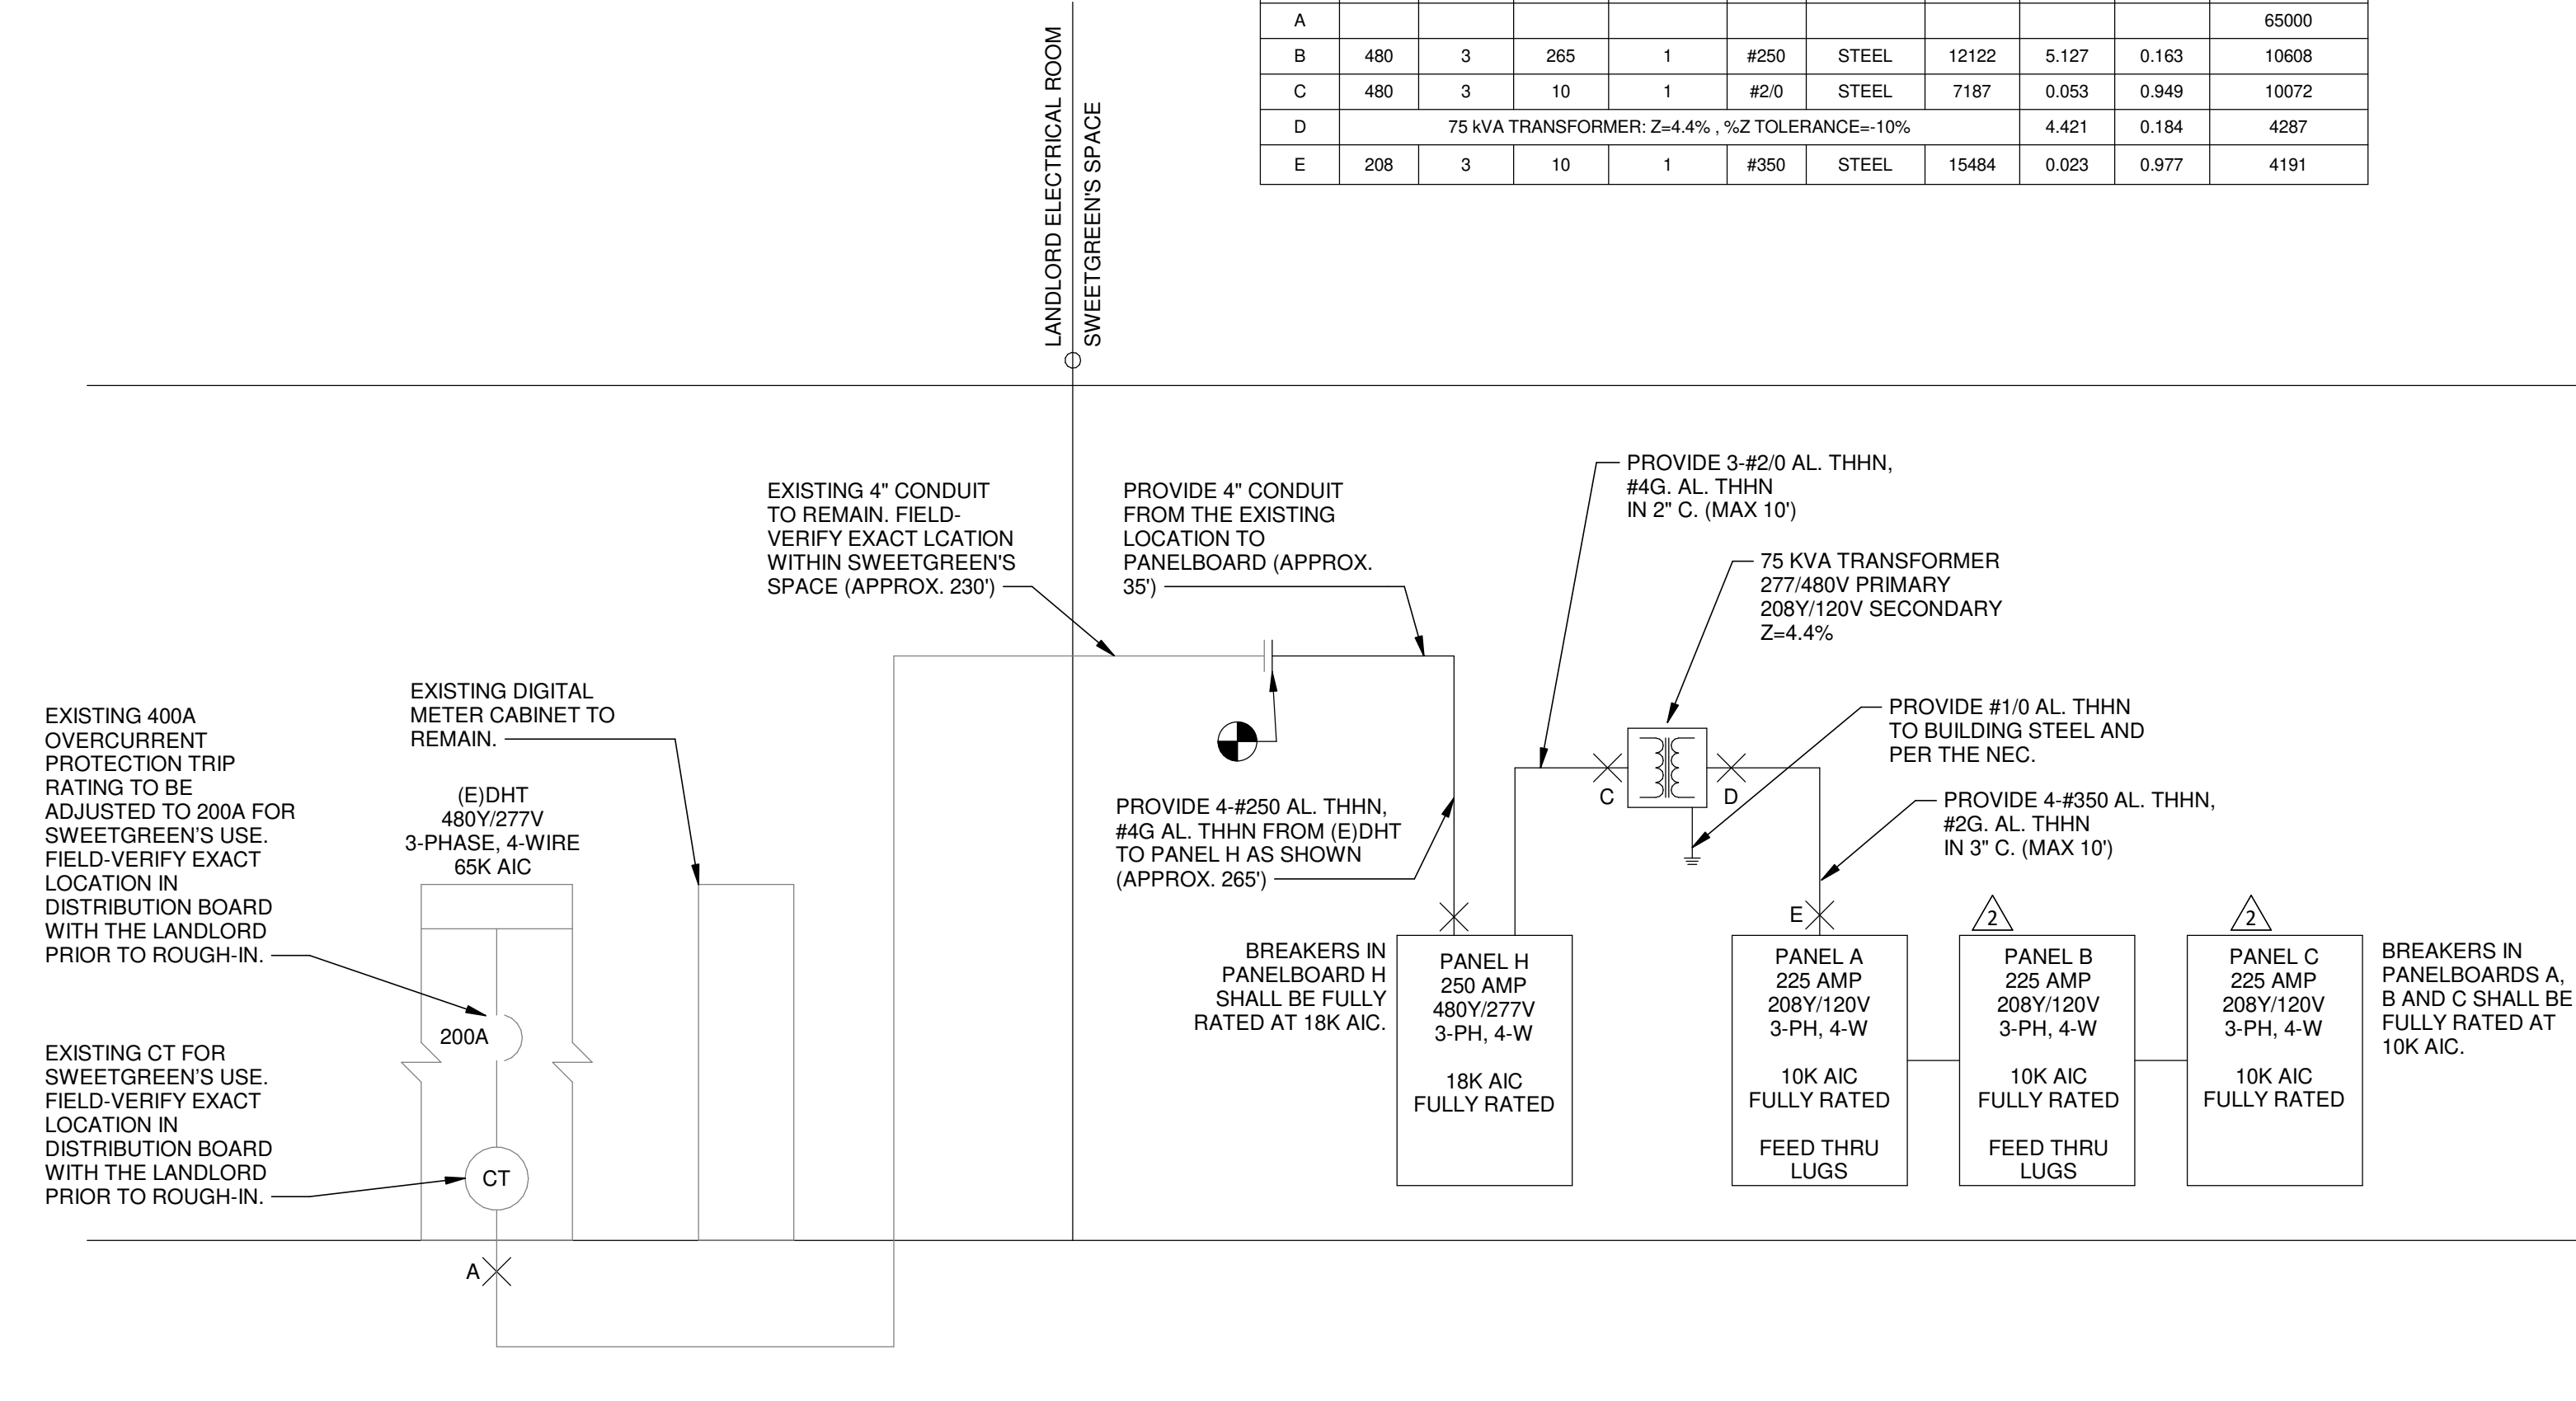 A 65000
B 480 3 265 1 #250 STEEL 12122 5.127 0.163 10608
C 480 3 10 1 #2/0 STEEL 7187 0.053 0.949 10072
D 75 kVA TRANSFORMER: Z=4.4% , %Z TOLERANCE=-10% 4.421 0.184 4287
E 208 3 10 1 #350 STEEL 15484 0.023 0.977 4191
LANDLORD ELECTRICAL ROOM
SWEETGREEN'S SPACE
EXISTING 4" CONDUIT
TO REMAIN. FIELD-
VERIFY EXACT LCATION
WITHIN SWEETGREEN'S
SPACE (APPROX. 230')
PROVIDE 4" CONDUIT
FROM THE EXISTING
LOCATION TO
PANELBOARD (APPROX.
35')
PROVIDE 3-#2/0 AL. THHN,
#4G. AL. THHN
IN 2" C. (MAX 10')
75 KVA TRANSFORMER
277/480V PRIMARY
208Y/120V SECONDARY
Z=4.4%
EXISTING 400A
OVERCURRENT
PROTECTION TRIP
RATING TO BE
ADJUSTED TO 200A FOR
SWEETGREEN'S USE.
FIELD-VERIFY EXACT
LOCATION IN
DISTRIBUTION BOARD
WITH THE LANDLORD
PRIOR TO ROUGH-IN.
EXISTING DIGITAL
METER CABINET TO
REMAIN.
(E)DHT
480Y/277V
3-PHASE, 4-WIRE
65K AIC
PROVIDE #1/0 AL. THHN
TO BUILDING STEEL AND
PER THE NEC.
C
D
PROVIDE 4-#250 AL. THHN,
#4G AL. THHN FROM (E)DHT
TO PANEL H AS SHOWN
(APPROX. 265')
PROVIDE 4-#350 AL. THHN,
#2G. AL. THHN
IN 3" C. (MAX 10')
200A
EXISTING CT FOR
SWEETGREEN'S USE.
FIELD-VERIFY EXACT
LOCATION IN
DISTRIBUTION BOARD
WITH THE LANDLORD
PRIOR TO ROUGH-IN.
CT
A
BREAKERS IN
PANELBOARD H
SHALL BE FULLY
RATED AT 18K AIC.
PANEL H
250 AMP
480Y/277V
3-PH, 4-W
18K AIC
FULLY RATED
E
PANEL A
225 AMP
208Y/120V
3-PH, 4-W
10K AIC
FULLY RATED
FEED THRU
LUGS
2
PANEL B
225 AMP
208Y/120V
3-PH, 4-W
10K AIC
FULLY RATED
FEED THRU
LUGS
2
PANEL C
225 AMP
208Y/120V
3-PH, 4-W
10K AIC
FULLY RATED
BREAKERS IN
PANELBOARDS A,
B AND C SHALL BE
FULLY RATED AT
10K AIC.